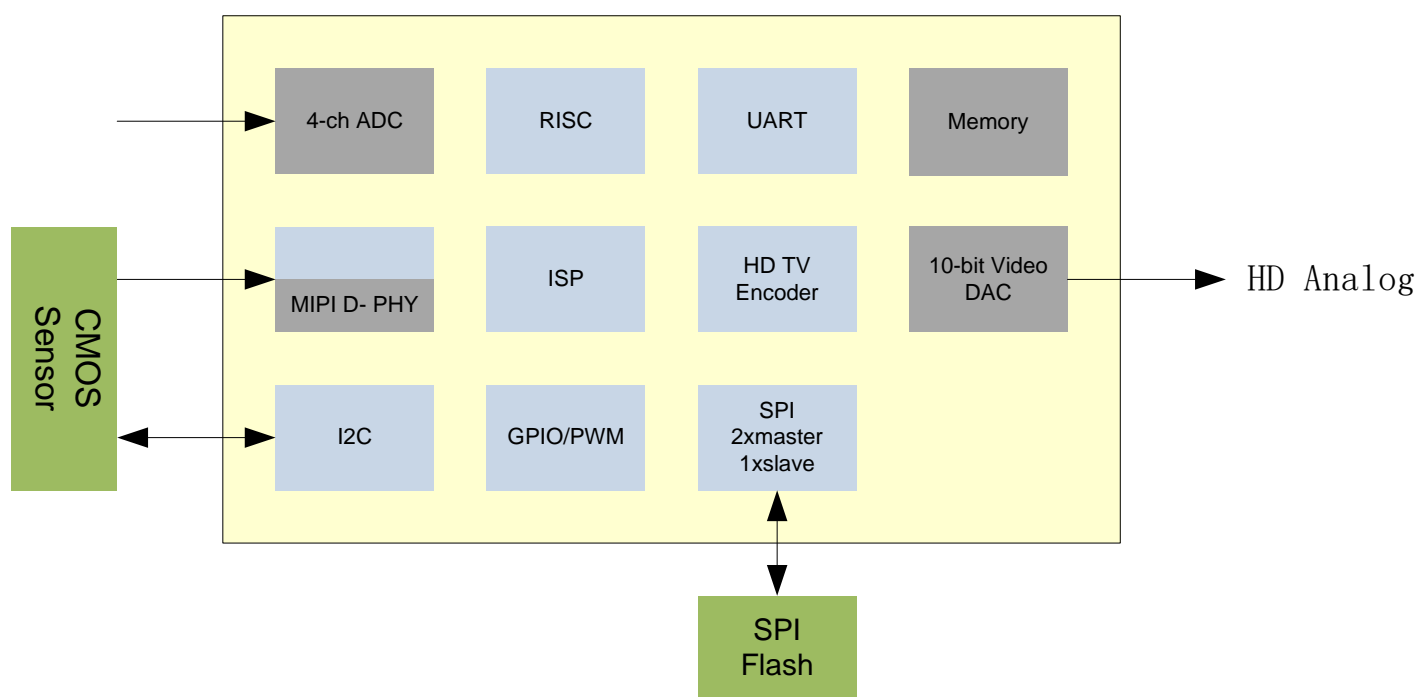 4-ch ADC
RISC
UART
Memory
CMOS
Sensor
MIPI D- PHY
ISP
HD TV
Encoder
10-bit Video
DAC
HD Analog
I2C
GPIO/PWM
SPI
2xmaster
1xslave
SPI
Flash